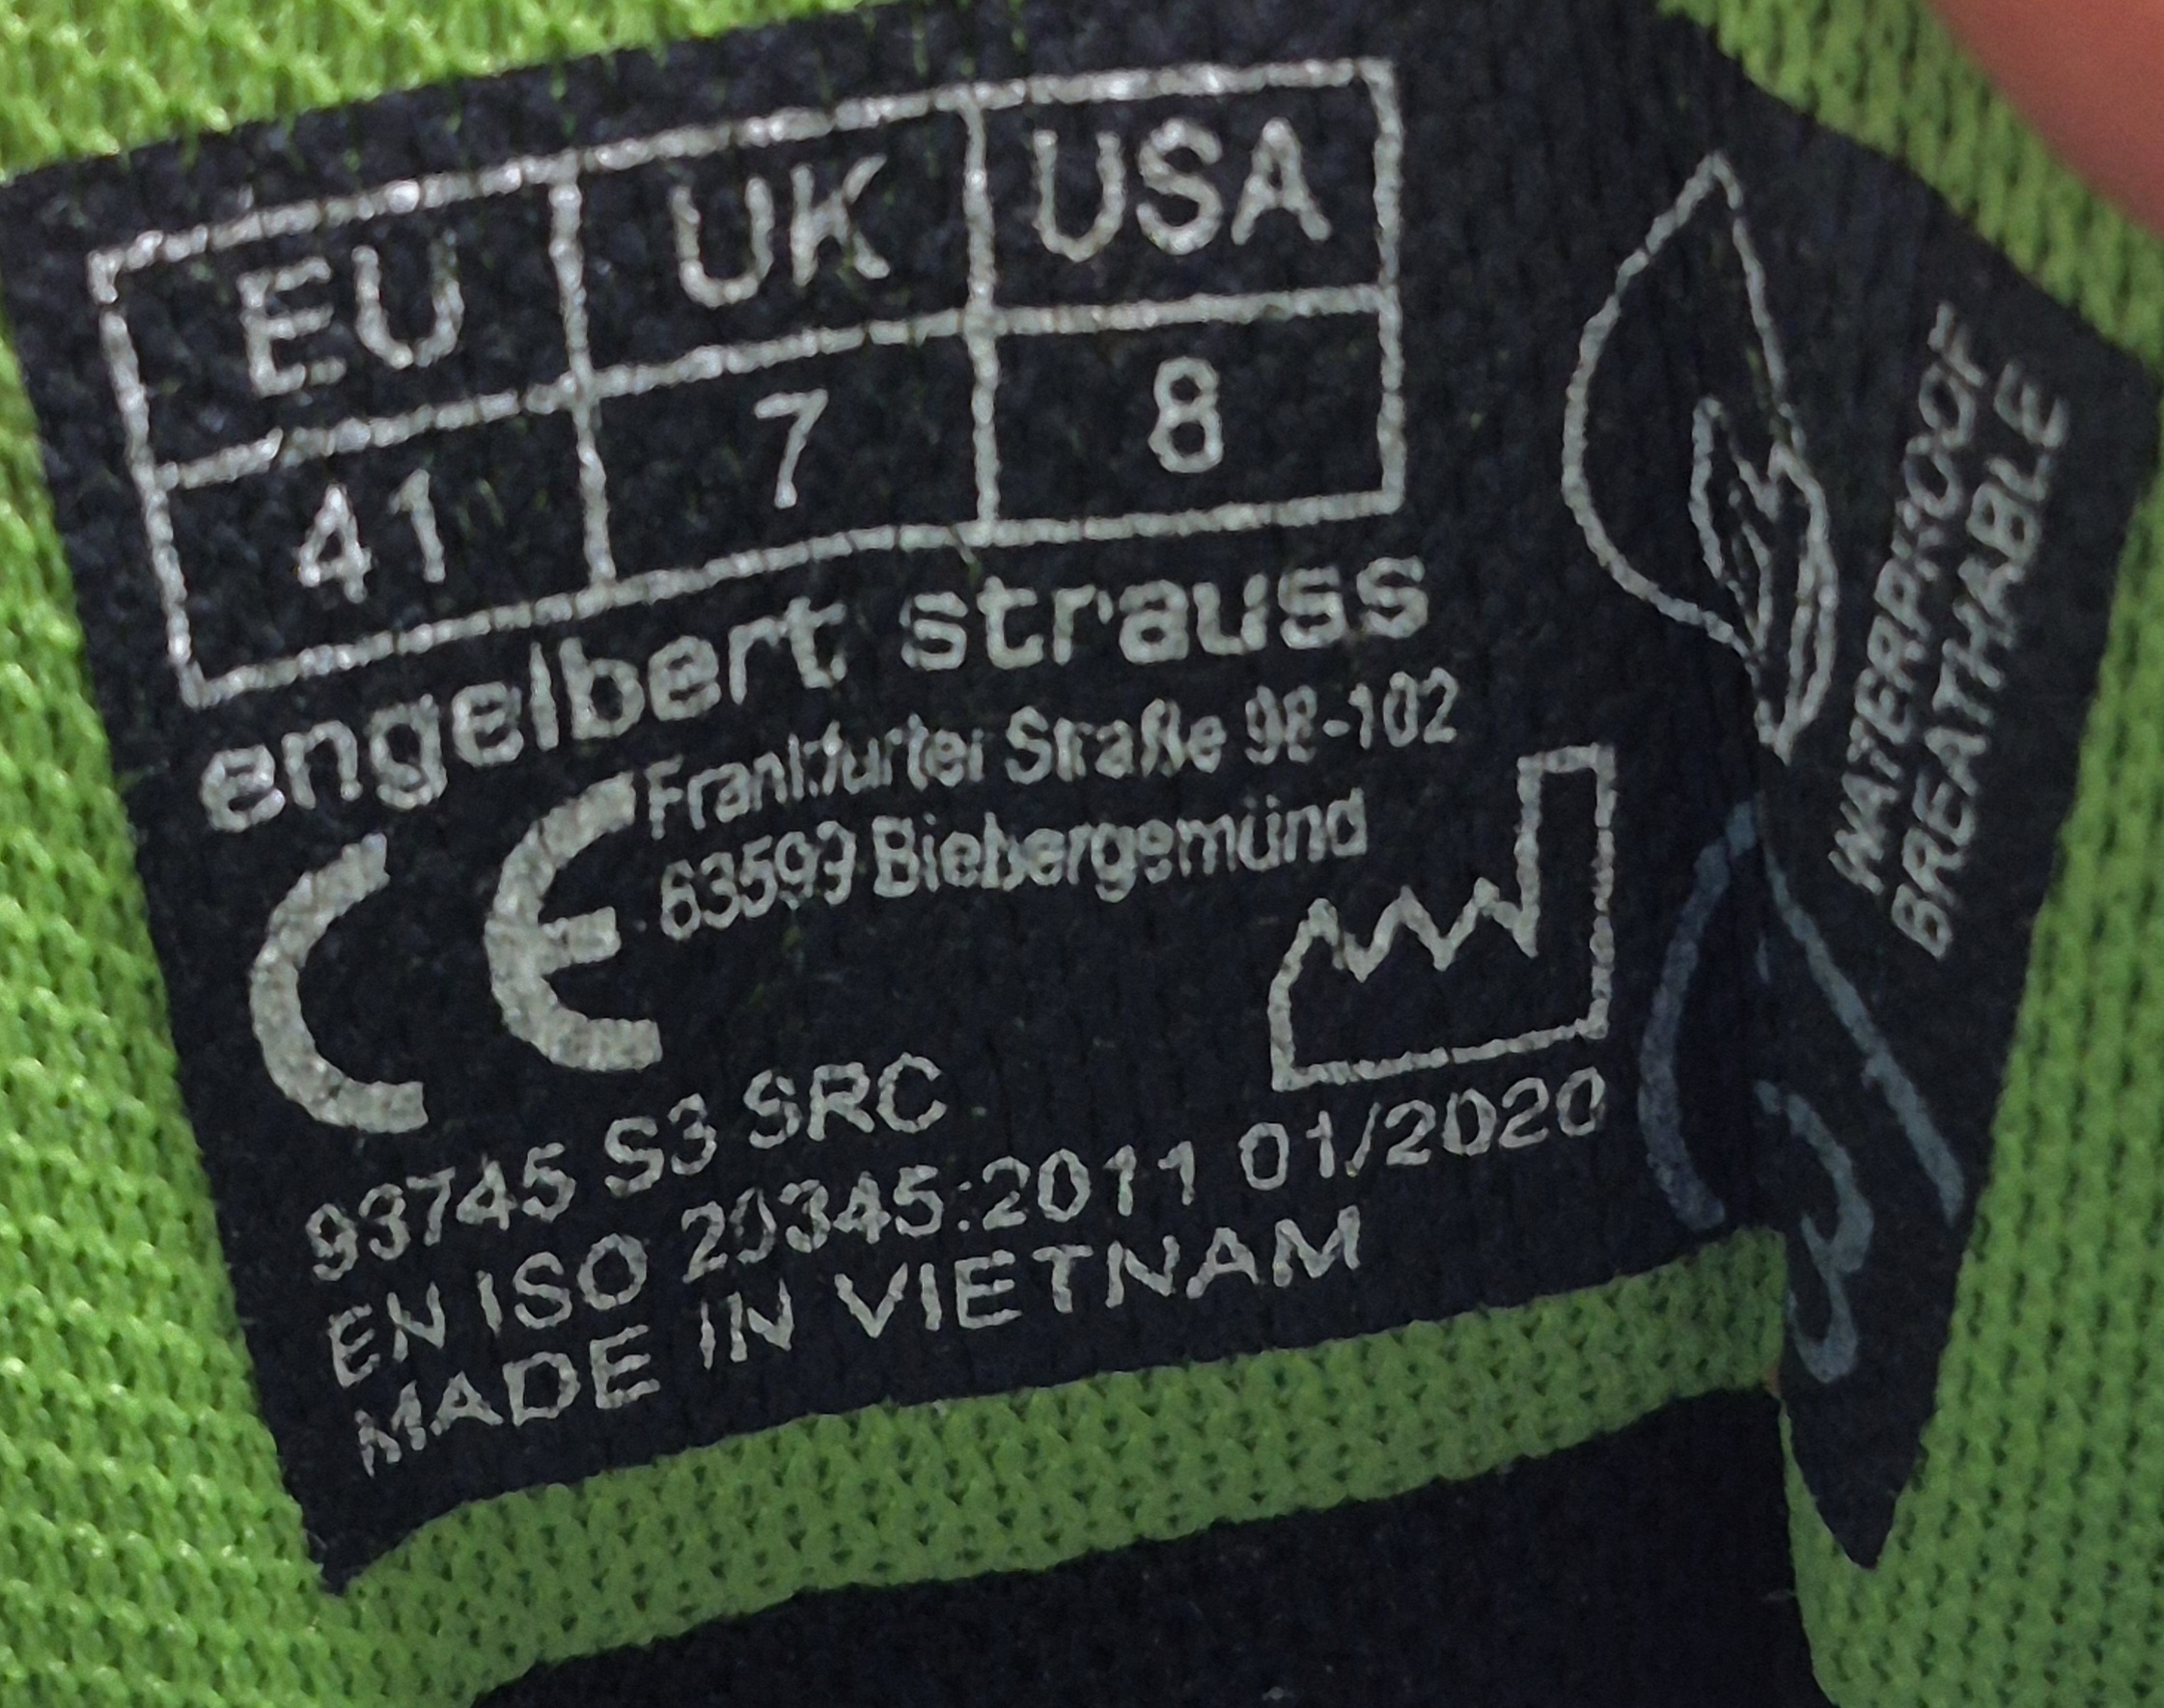 EU UK USA
41 7 8
engelbert strauss
Frankfurter Straße 98-102
63599 Biebergemünd
CE
93745 S3 SRC
EN ISO 20345:2011 01/2020
MADE IN VIETNAM
WATERPROOF
BREATHABLE